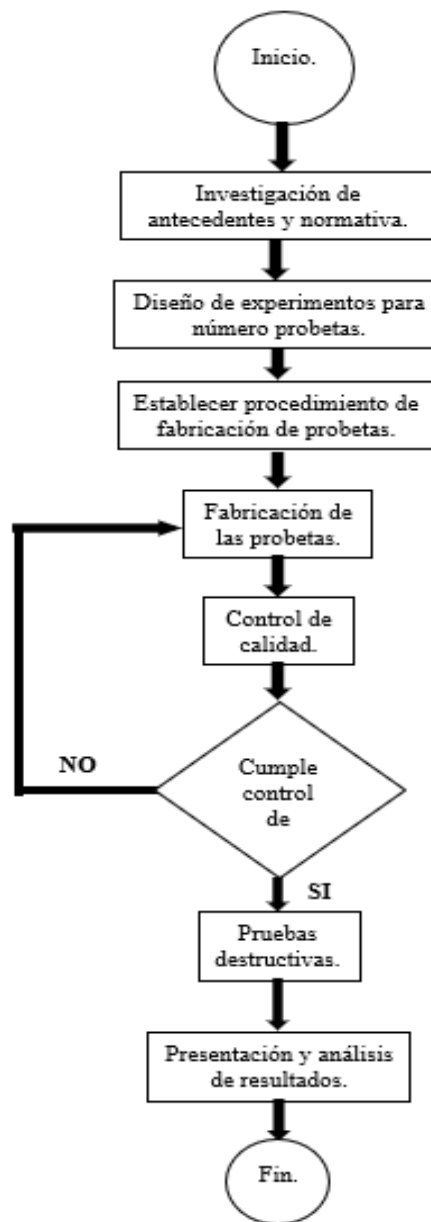 Inicio.
Investigación de
antecedentes y normativa.
Diseño de experimentos para
número probetas.
Establecer procedimiento de
fabricación de probetas.
Fabricación de
las probetas.
Control de
calidad.
Cumple
control
de
NO
SI
Pruebas
destructivas.
Presentación y análisis
de resultados.
Fin.